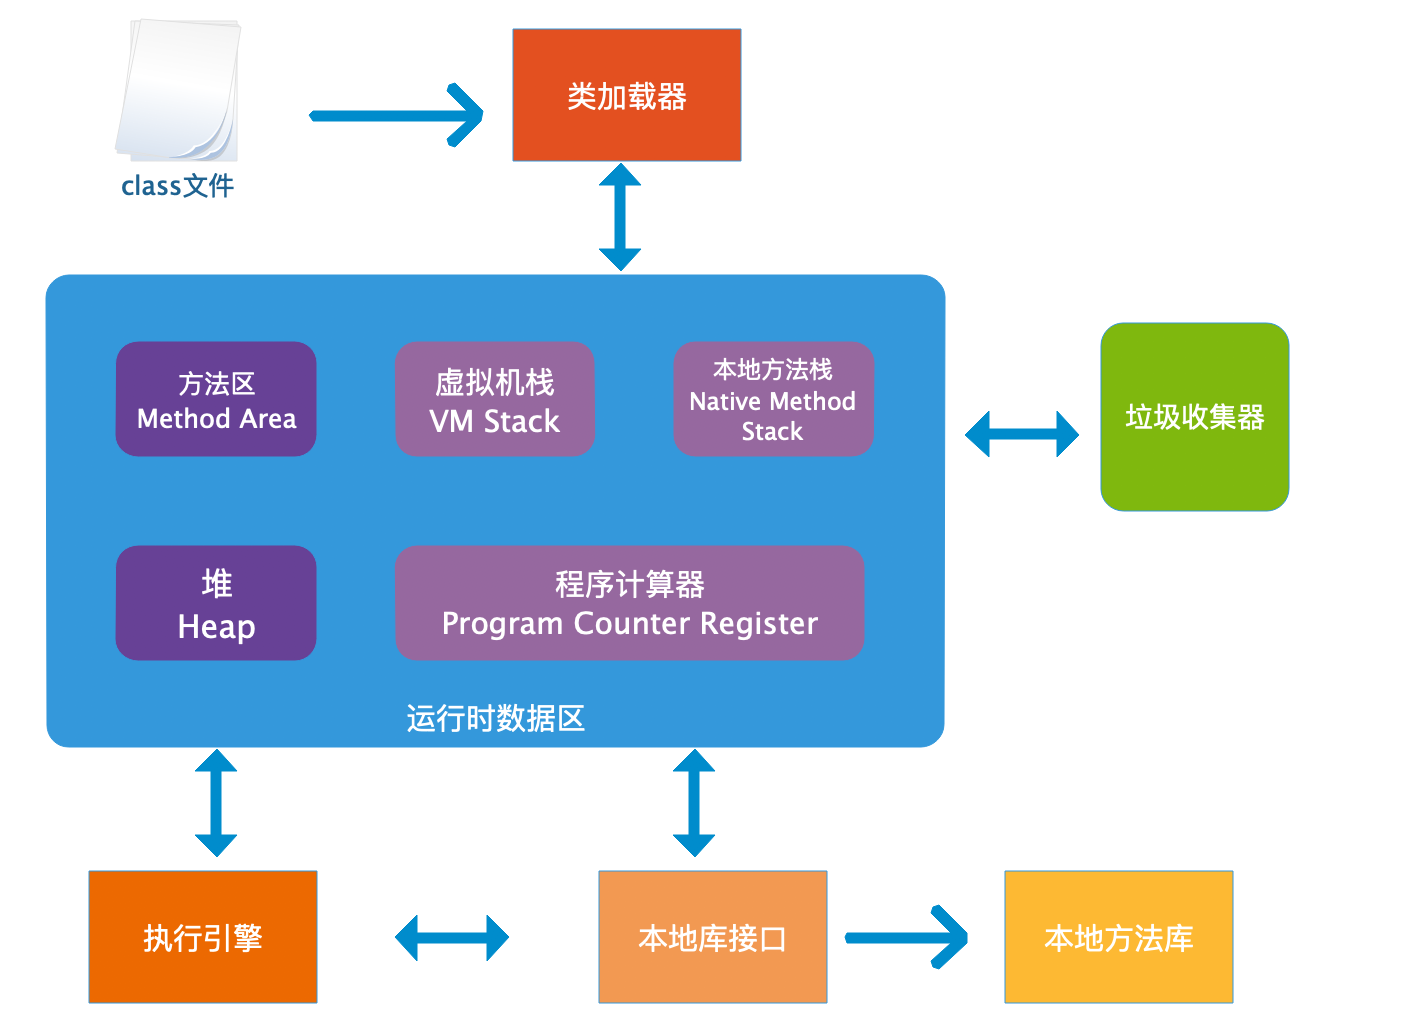 类加载器
class文件
方法区
Method Area
虚拟机栈
VM Stack
本地方法栈
Native Method
Stack
垃圾收集器
堆
Heap
程序计算器
Program Counter Register
运行时数据区
执行引擎
本地库接口
本地方法库